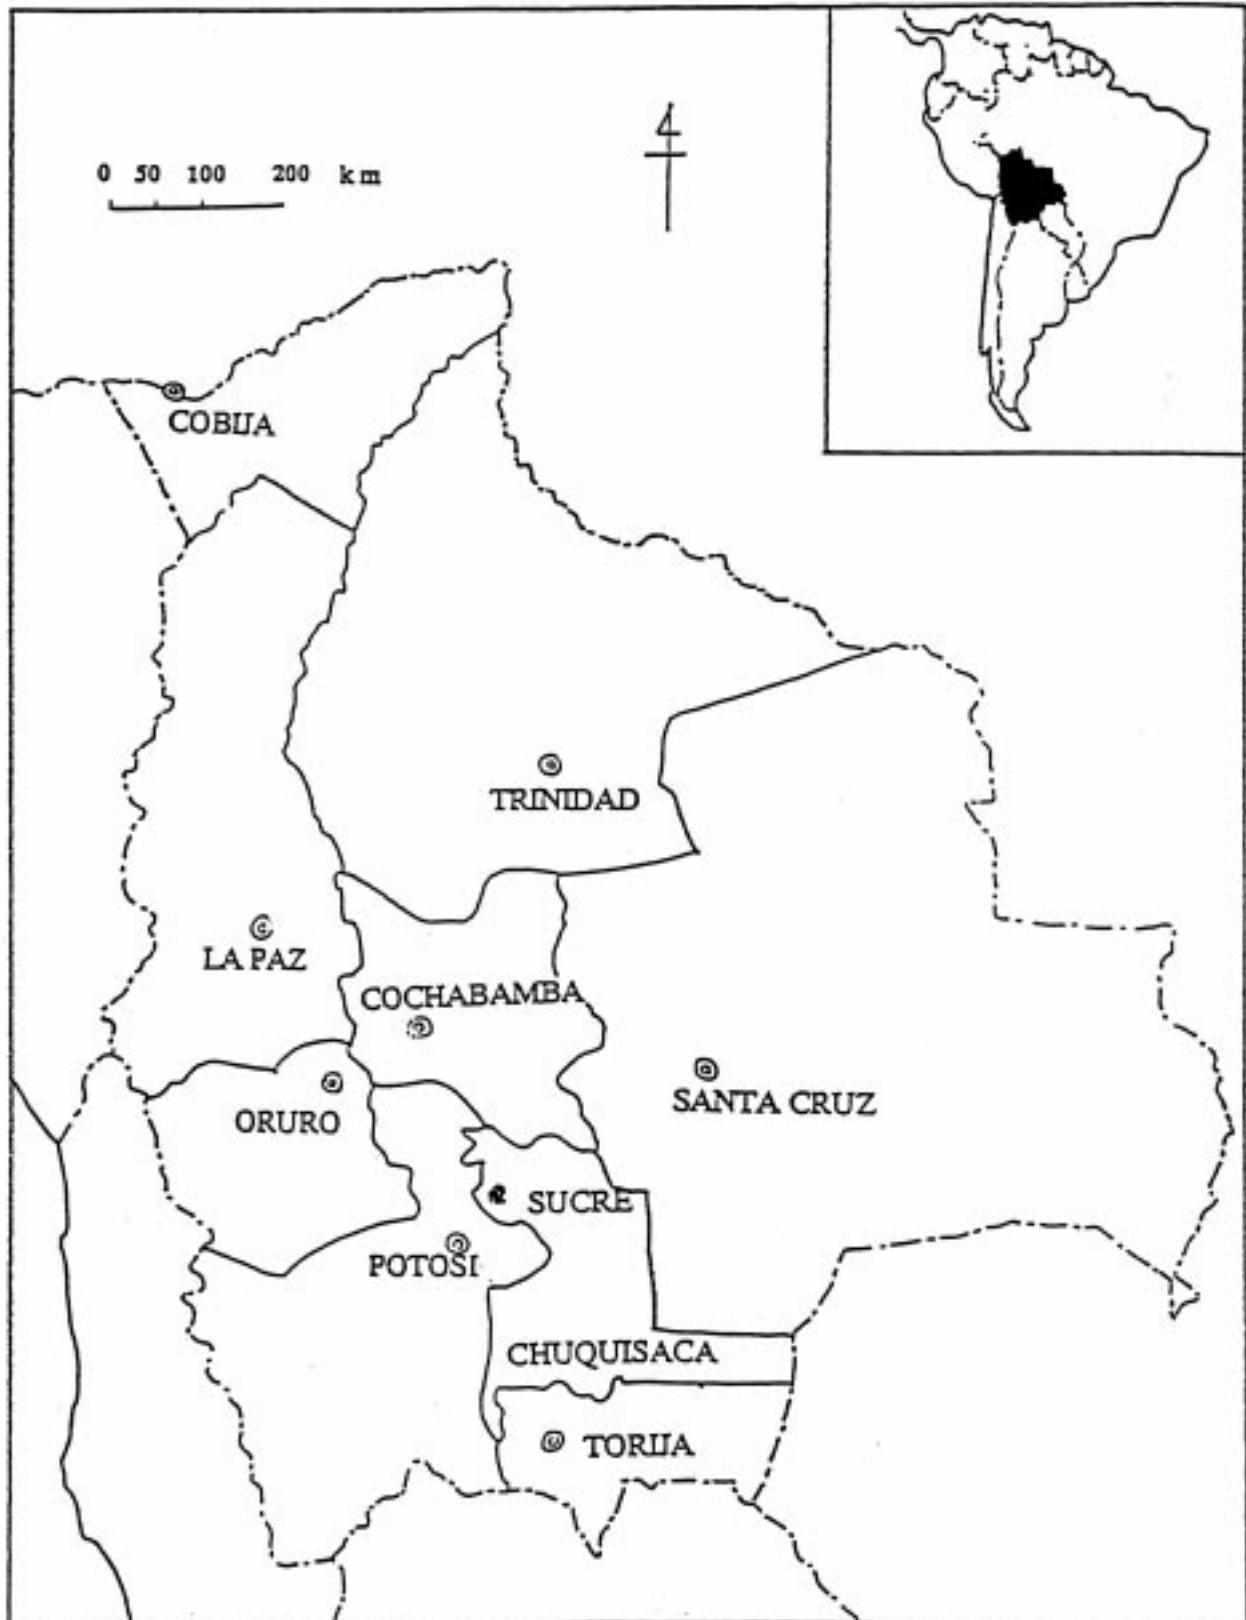 0 50 100 200 km
COBIJA
TRINIDAD
LA PAZ
COCHABAMBA
SANTA CRUZ
ORURO
SUCRE
POTOSI
CHUQUISACA
TORIJA